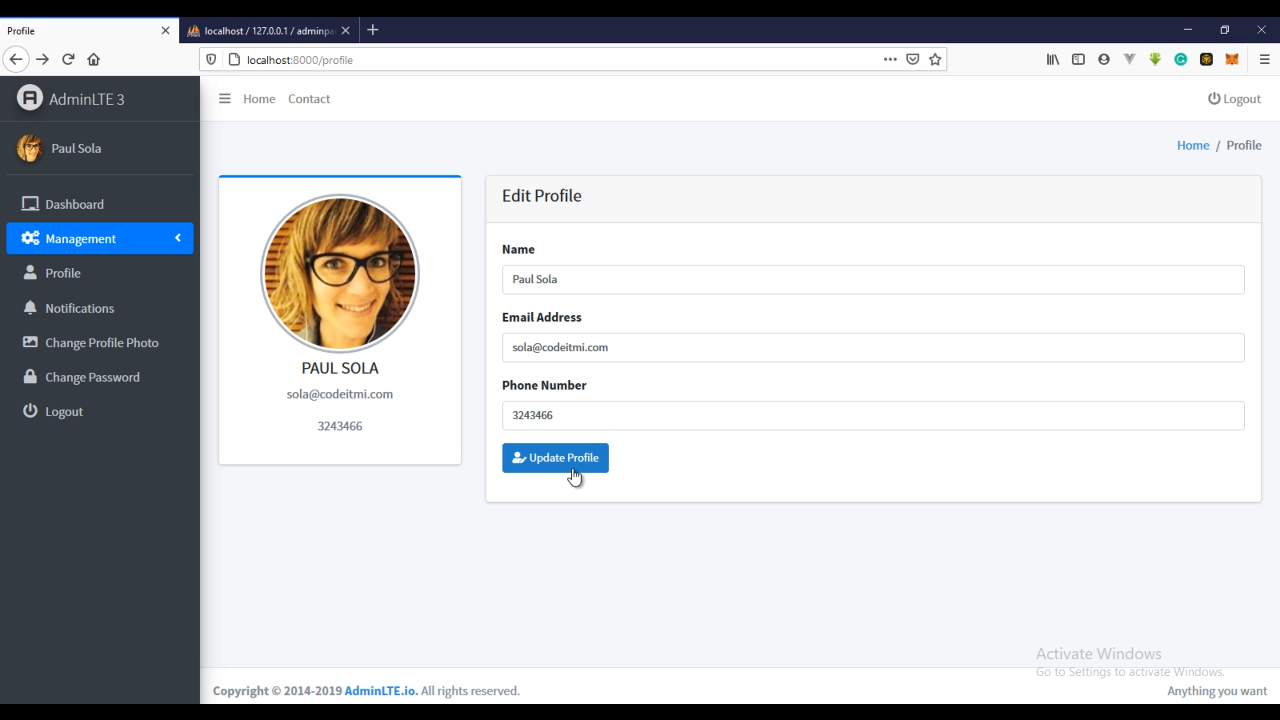 Profile
localhost / 127.0.0.1 / adminpa
localhost:8000/profile
AdminLTE 3
Home Contact
Logout
Paul Sola
Home / Profile
Dashboard
Management
Profile
Notifications
Change Profile Photo
Change Password
Logout
PAUL SOLA
sola@codeitmi.com
3243466
Edit Profile
Name
Paul Sola
Email Address
sola@codeitmi.com
Phone Number
3243466
Update Profile
Activate Windows
Go to Settings to activate Windows.
Copyright © 2014-2019 AdminLTE.io. All rights reserved.
Anything you want